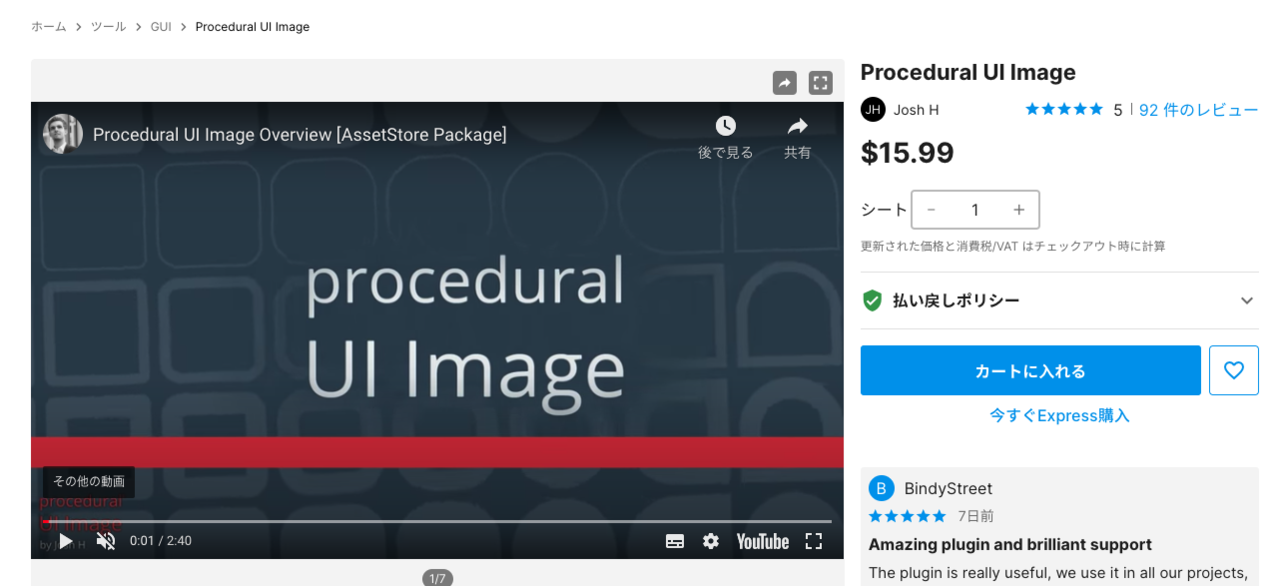 ホーム > ツール > GUI > Procedural UI Image
Procedural UI Image Overview [AssetStore Package]
後で見る
共有
procedural
UI Image
その他の動画
procedural
UI Image
by Josh H
0:01 / 2:40
YouTube
1/7
Procedural UI Image
JH Josh H
5 | 92 件のレビュー
$15.99
シート - 1 +
更新された価格と消費税/VAT はチェックアウト時に計算
払い戻しポリシー
カートに入れる
今すぐExpress購入
B BindyStreet
7日前
Amazing plugin and brilliant support
The plugin is really useful, we use it in all our projects,